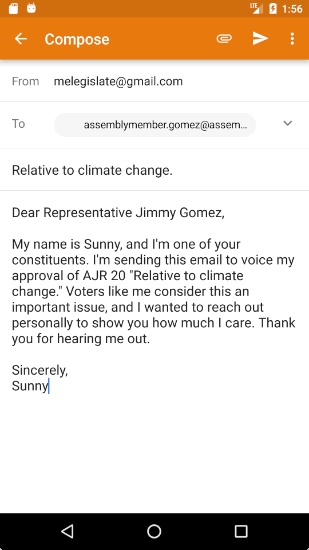 LTE 1:56
Compose
From melegislate@gmail.com
To assemblymember.gomez@assem...
Relative to climate change.
Dear Representative Jimmy Gomez,
My name is Sunny, and I'm one of your
constituents. I'm sending this email to voice my
approval of AJR 20 "Relative to climate
change." Voters like me consider this an
important issue, and I wanted to reach out
personally to show you how much I care. Thank
you for hearing me out.
Sincerely,
Sunny